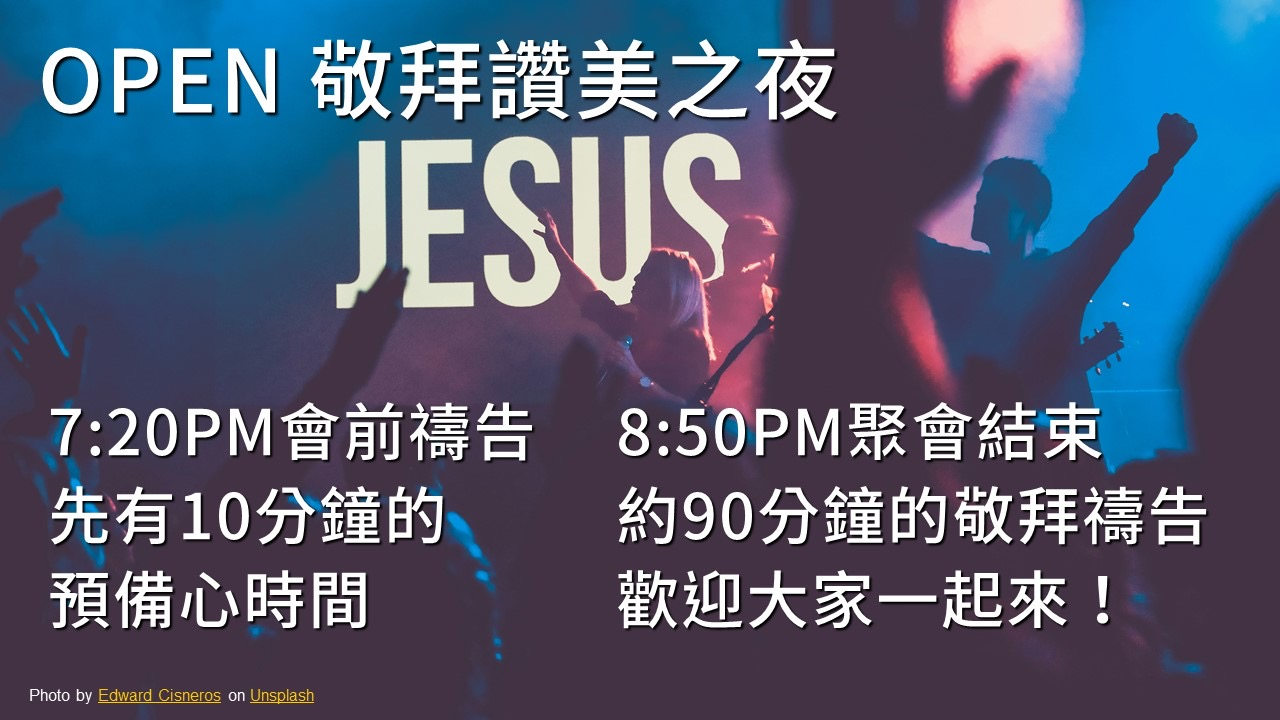 OPEN 敬拜讚美之夜
JESUS
7:20PM會前禱告
先有10分鐘的
預備心時間
8:50PM聚會結束
約90分鐘的敬拜禱告
歡迎大家一起來！
Photo by Edward Cisneros on Unsplash